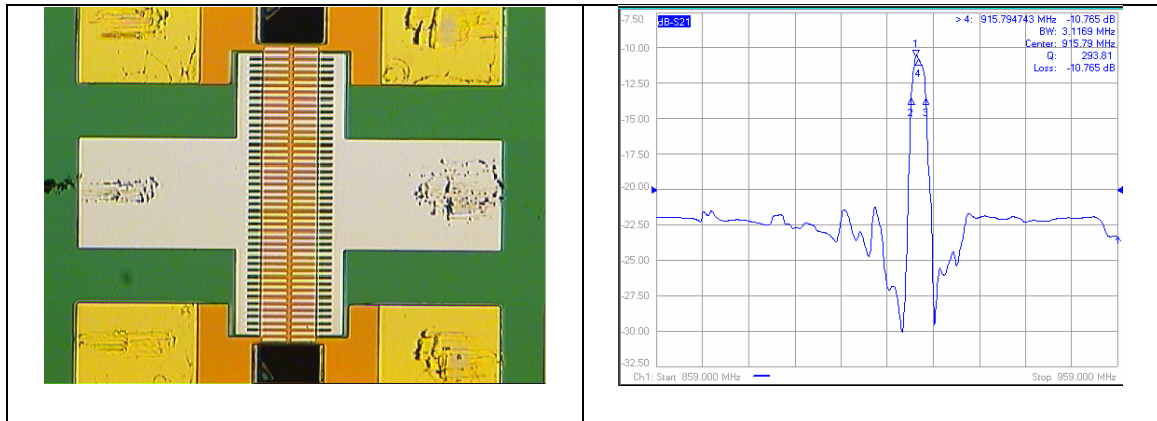 -7.50
dB-S21
> 4: 915.794743 MHz -10.765 dB
BW: 3.1169 MHz
Center: 915.79 MHz
Q: 293.81
Loss: -10.765 dB
-10.00
-12.50
-15.00
-17.50
-20.00
-22.50
-25.00
-27.50
-30.00
-32.50
1
4
2
3
Ch1: Start 859.000 MHz
Stop 959.000 MHz